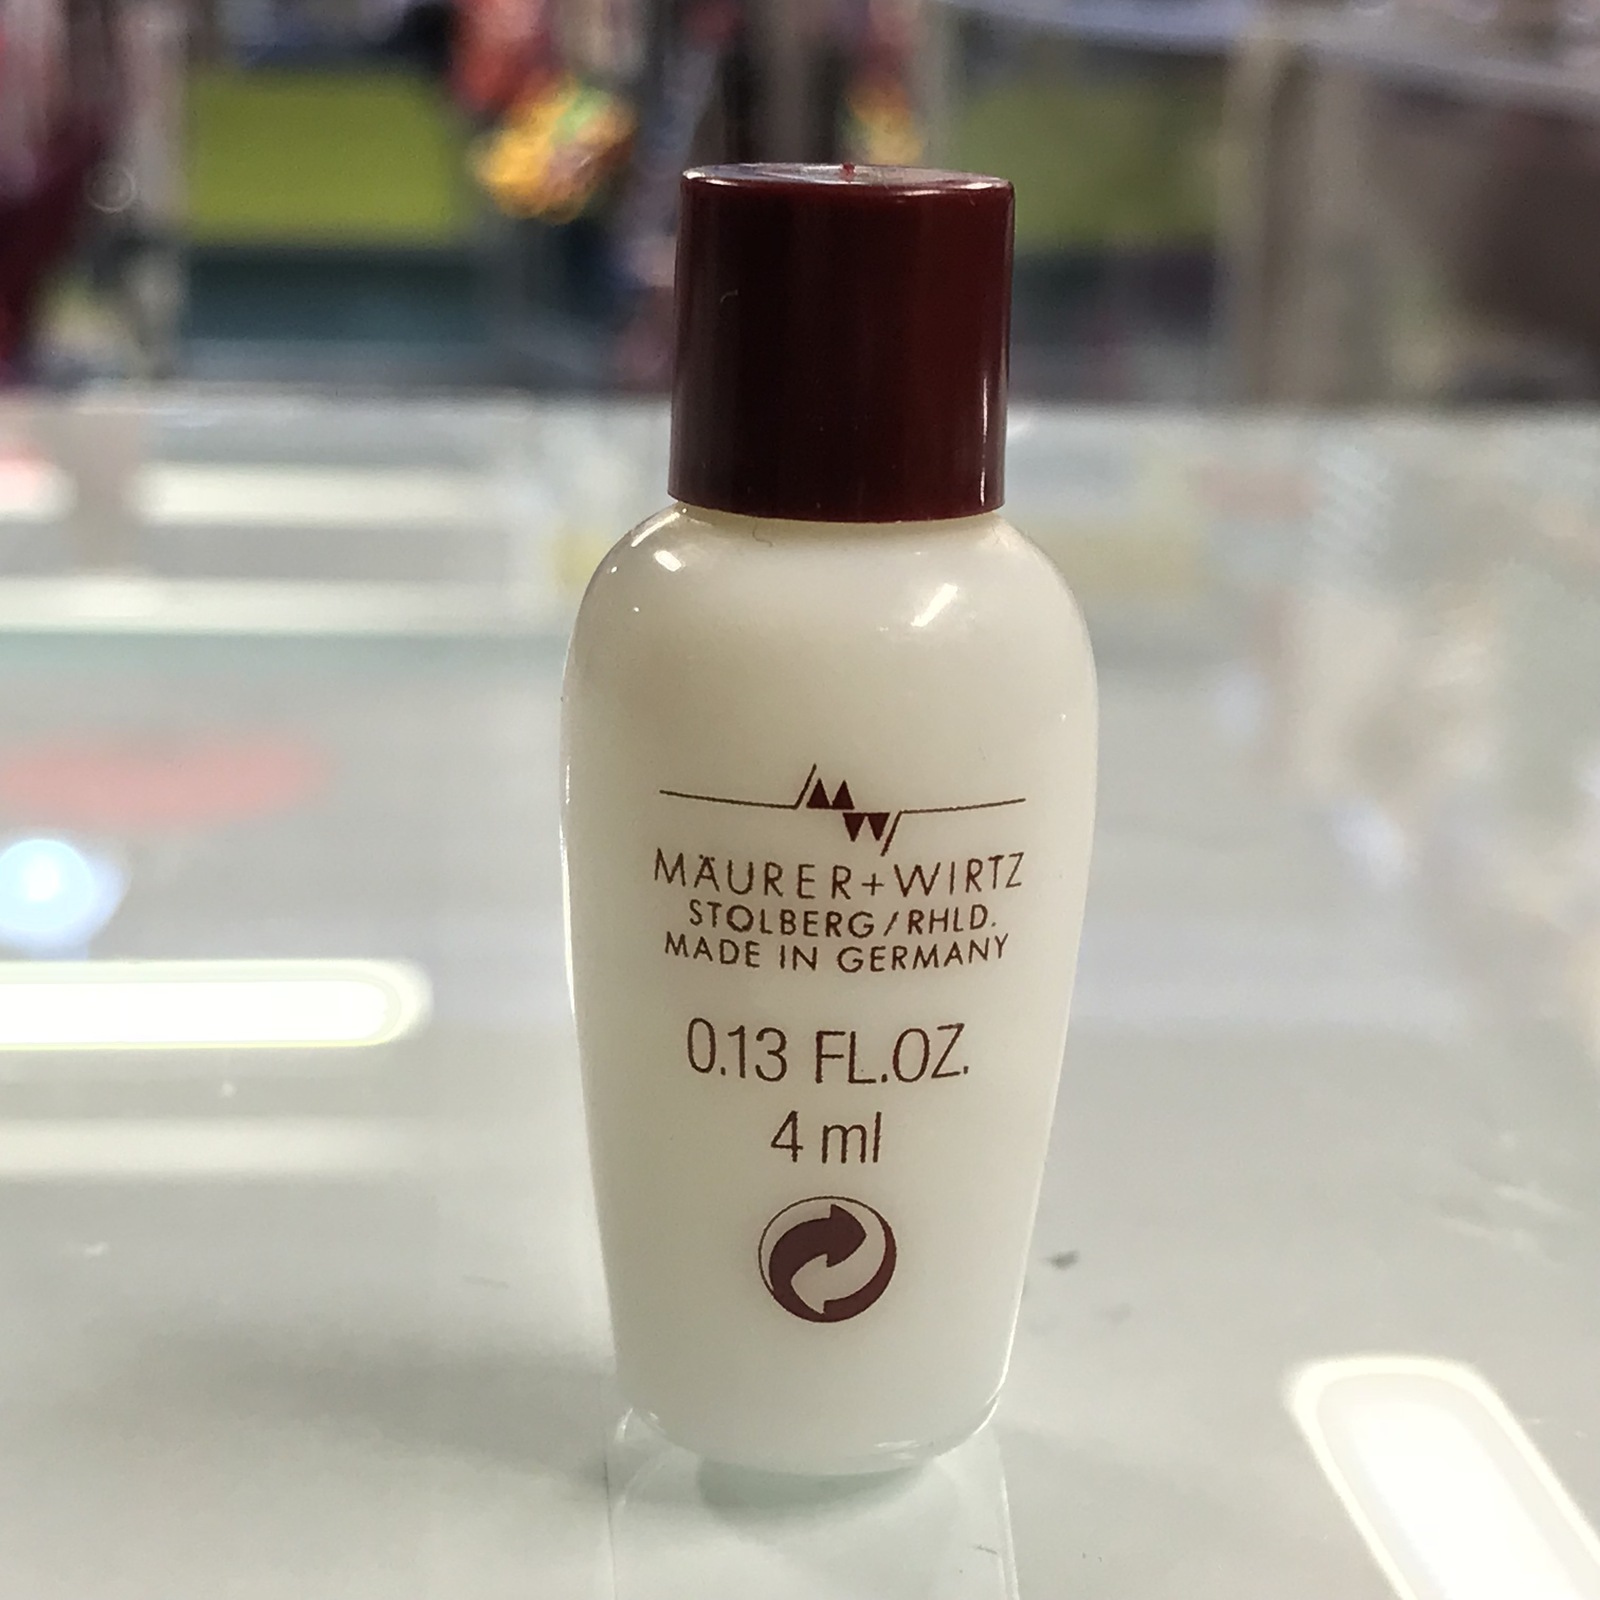 MÄURER+WIRTZ
STOLBERG/RHLD.
MADE IN GERMANY
0.13 FL.OZ.
4 ml